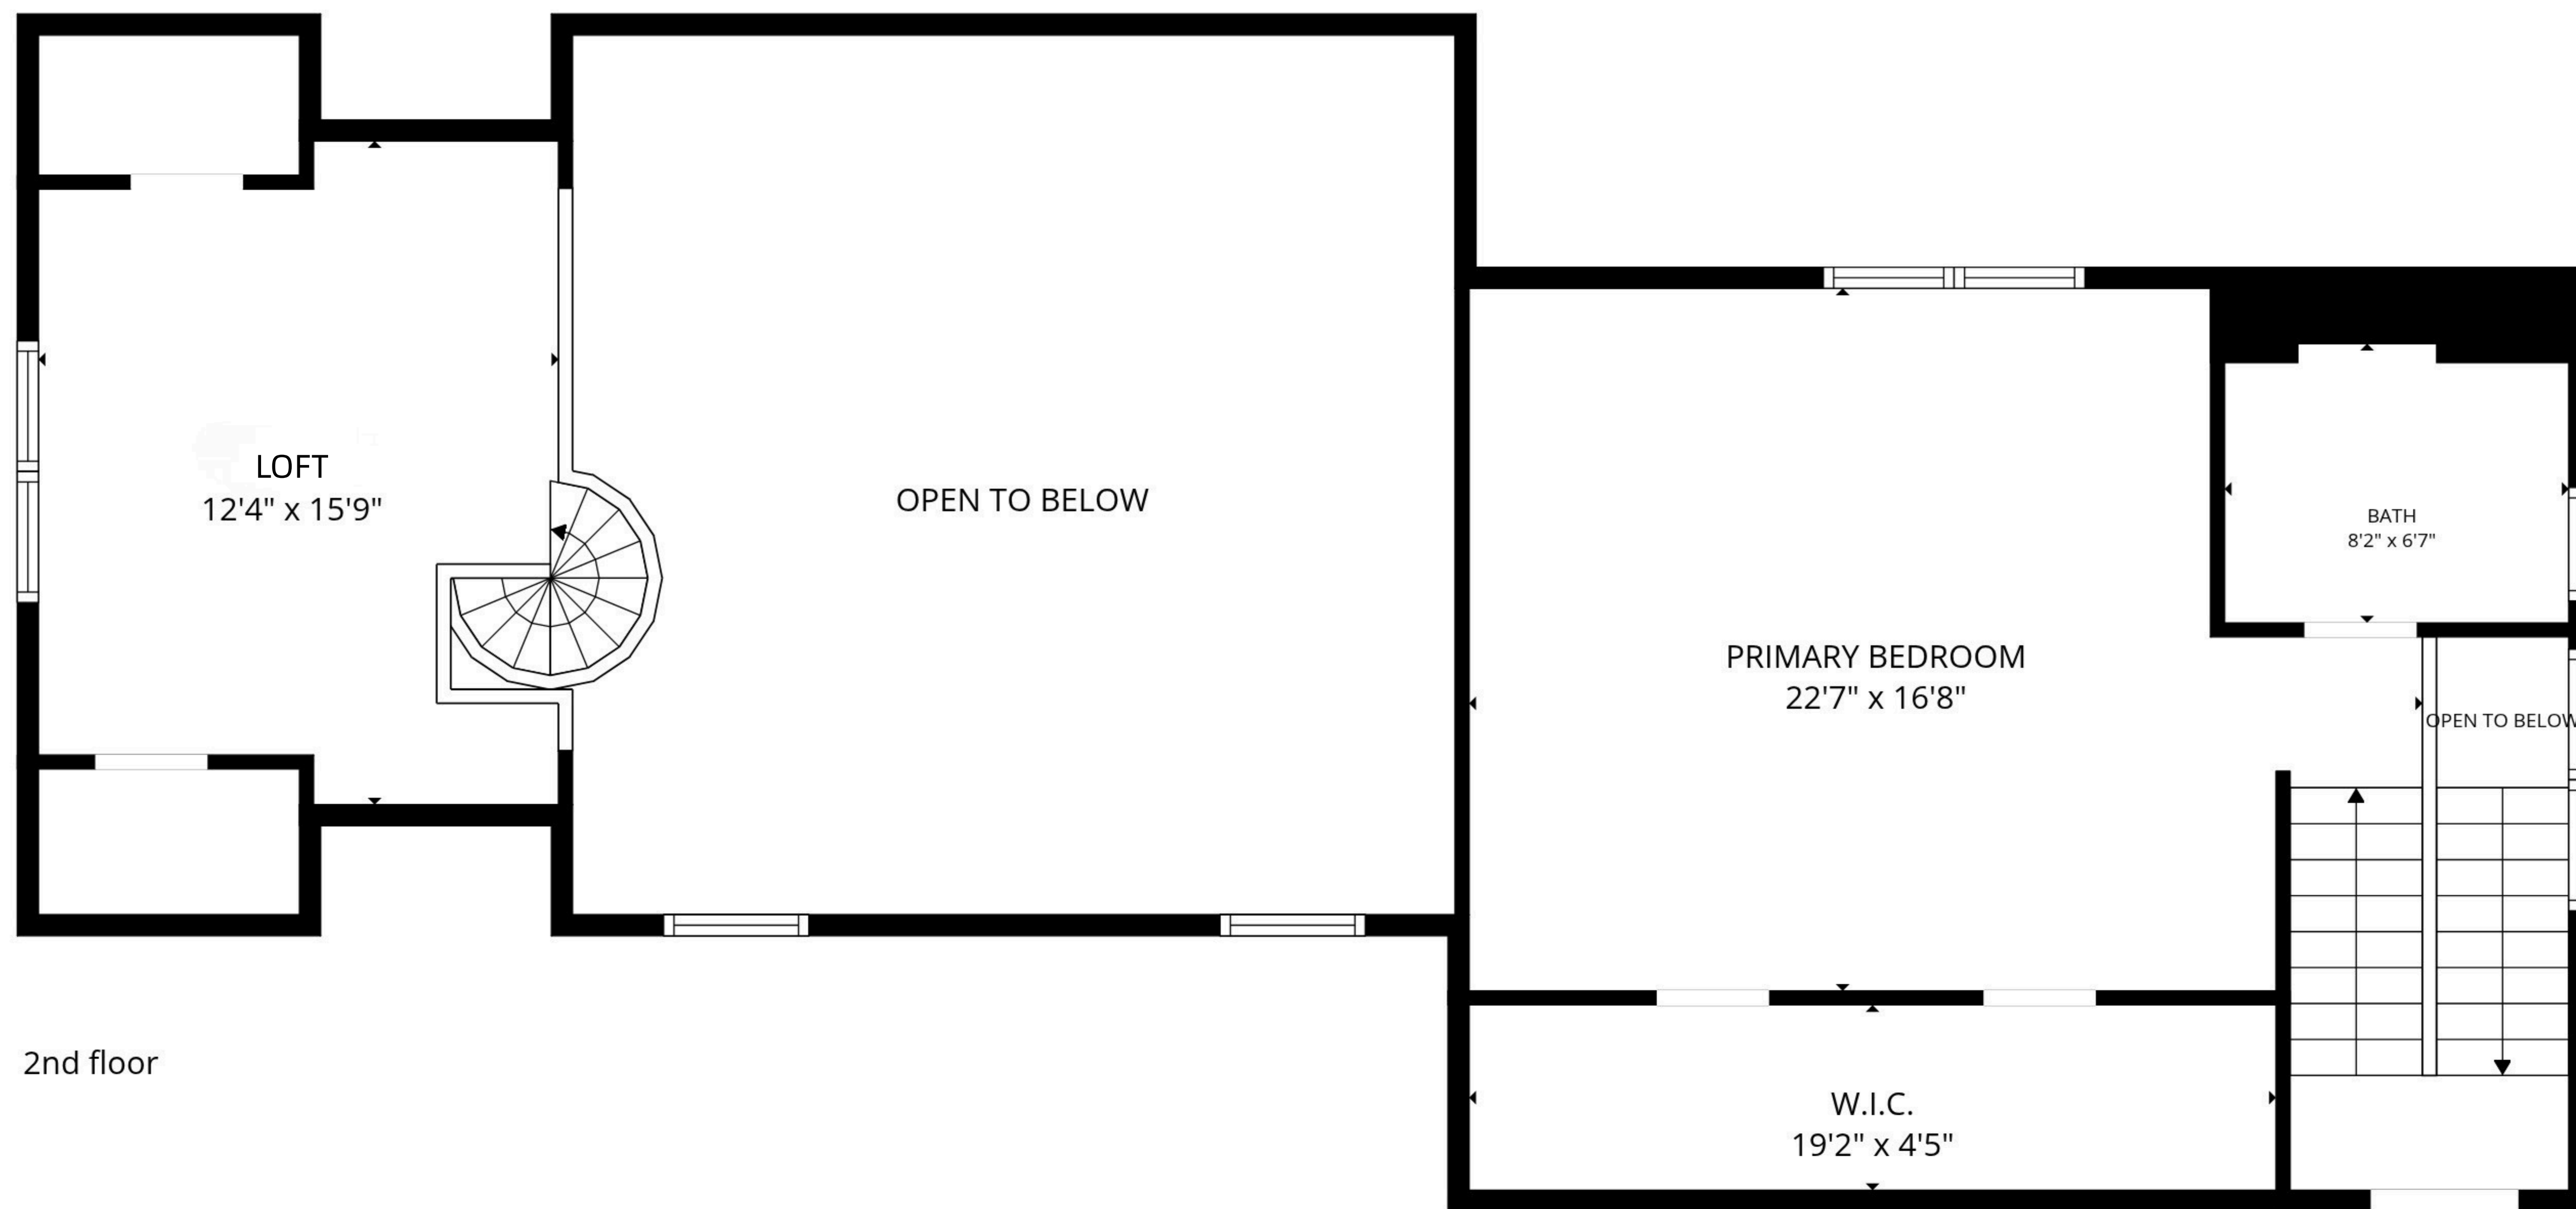 LOFT
12'4" x 15'9"
OPEN TO BELOW
PRIMARY BEDROOM
22'7" x 16'8"
BATH
8'2" x 6'7"
OPEN TO BELOW
W.I.C.
19'2" x 4'5"
2nd floor